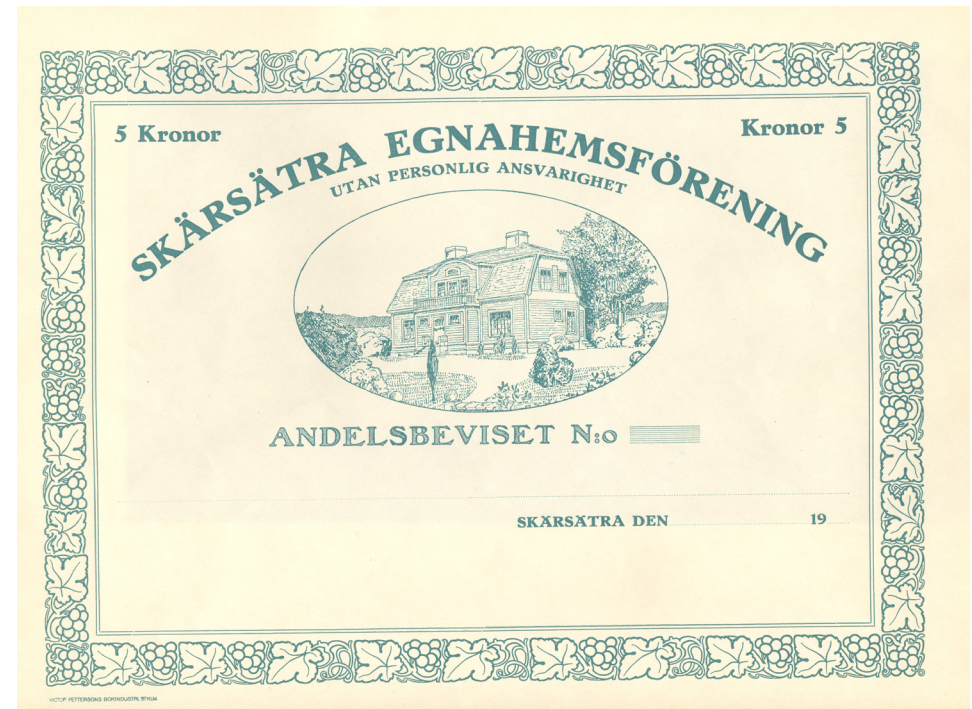 5 Kronor
Kronor 5
SKÄRSÄTRA EGNAHEMSFÖRENING
UTAN PERSONLIG ANSVARIGHET
ANDELSBEVISET N:o
SKÄRSÄTRA DEN 19
VICTOR PETTERSONS BOKINDUSTRI, STHLM